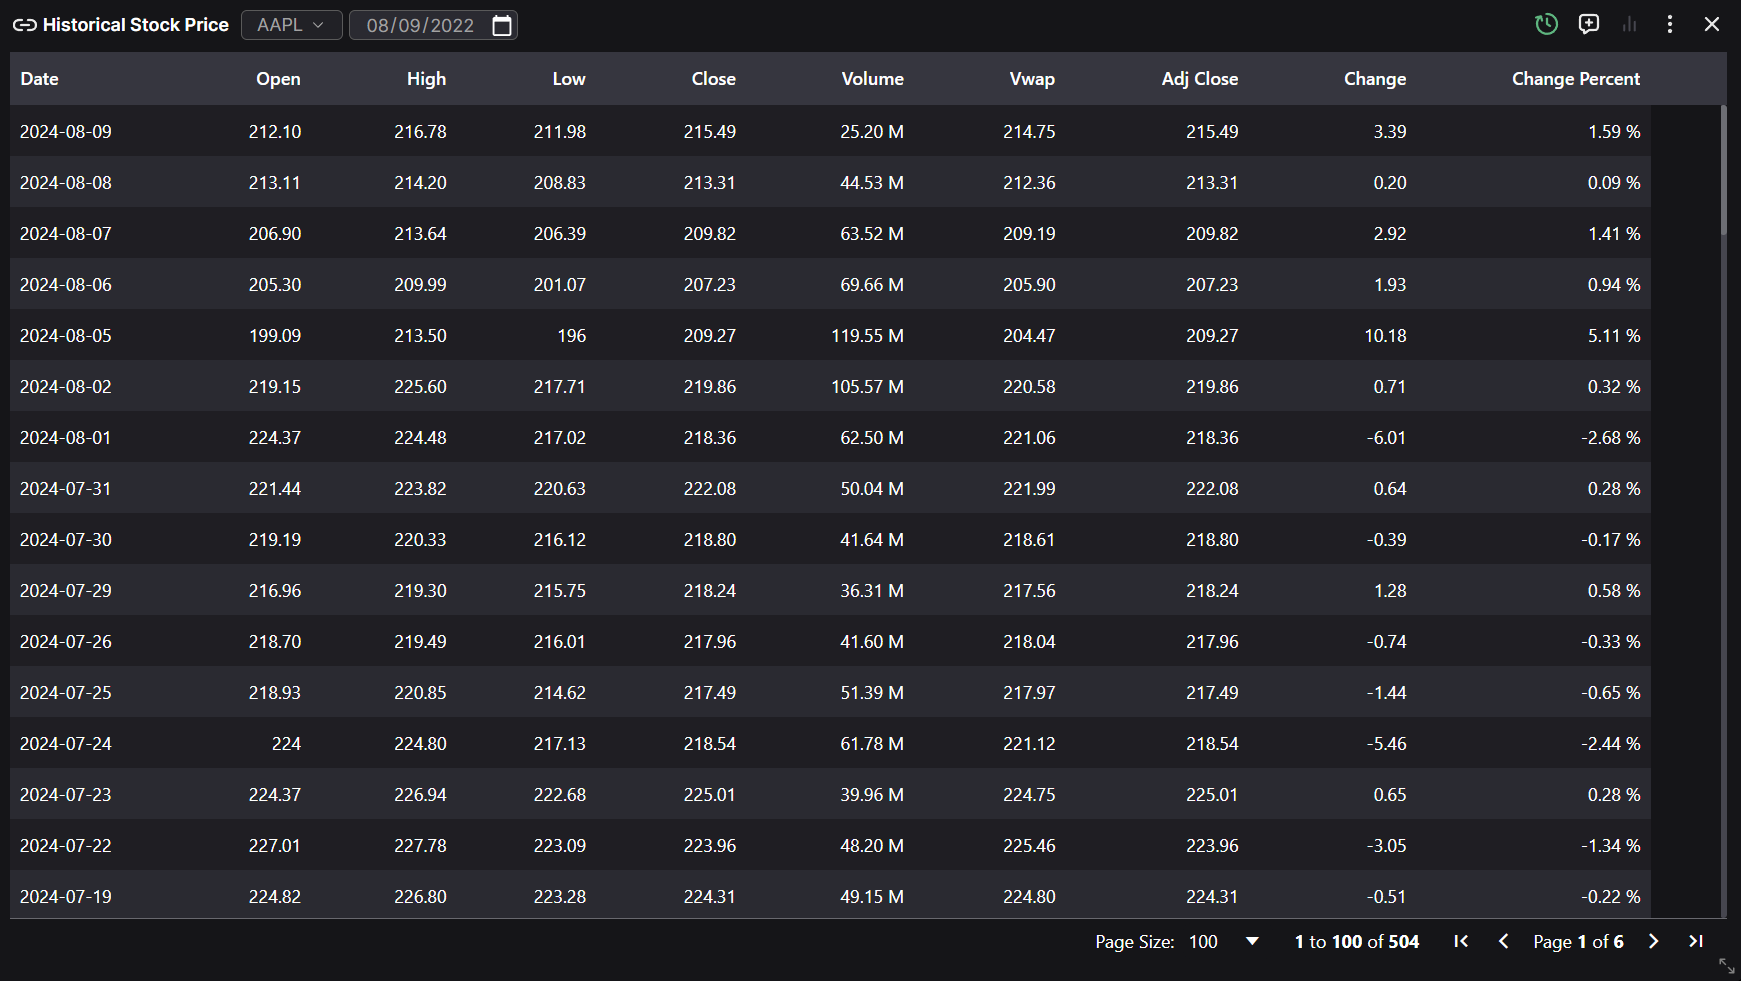 Historical Stock Price AAPL 08/09/2022
Date Open High Low Close Volume Vwap Adj Close Change Change Percent
2024-08-09 212.10 216.78 211.98 215.49 25.20 M 214.75 215.49 3.39 1.59 %
2024-08-08 213.11 214.20 208.83 213.31 44.53 M 212.36 213.31 0.20 0.09 %
2024-08-07 206.90 213.64 206.39 209.82 63.52 M 209.19 209.82 2.92 1.41 %
2024-08-06 205.30 209.99 201.07 207.23 69.66 M 205.90 207.23 1.93 0.94 %
2024-08-05 199.09 213.50 196 209.27 119.55 M 204.47 209.27 10.18 5.11 %
2024-08-02 219.15 225.60 217.71 219.86 105.57 M 220.58 219.86 0.71 0.32 %
2024-08-01 224.37 224.48 217.02 218.36 62.50 M 221.06 218.36 -6.01 -2.68 %
2024-07-31 221.44 223.82 220.63 222.08 50.04 M 221.99 222.08 0.64 0.28 %
2024-07-30 219.19 220.33 216.12 218.80 41.64 M 218.61 218.80 -0.39 -0.17 %
2024-07-29 216.96 219.30 215.75 218.24 36.31 M 217.56 218.24 1.28 0.58 %
2024-07-26 218.70 219.49 216.01 217.96 41.60 M 218.04 217.96 -0.74 -0.33 %
2024-07-25 218.93 220.85 214.62 217.49 51.39 M 217.97 217.49 -1.44 -0.65 %
2024-07-24 224 224.80 217.13 218.54 61.78 M 221.12 218.54 -5.46 -2.44 %
2024-07-23 224.37 226.94 222.68 225.01 39.96 M 224.75 225.01 0.65 0.28 %
2024-07-22 227.01 227.78 223.09 223.96 48.20 M 225.46 223.96 -3.05 -1.34 %
2024-07-19 224.82 226.80 223.28 224.31 49.15 M 224.80 224.31 -0.51 -0.22 %
Page Size: 100 1 to 100 of 504 Page 1 of 6